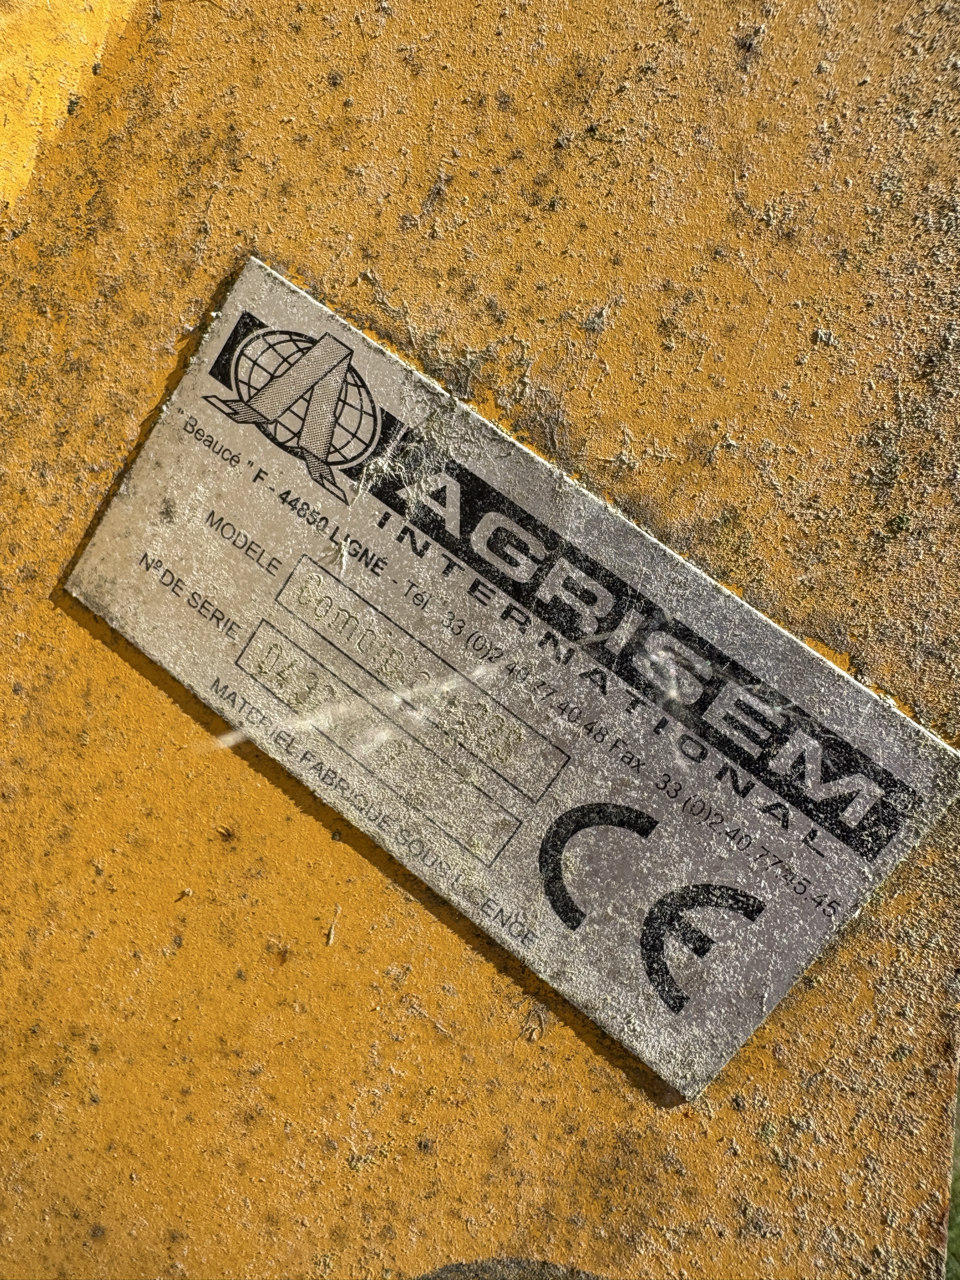 AGRISEM
INTERNATIONAL
"Beaucé" F - 44850 LIGNÉ - Tél. 33 (0)2 40 77.40.48 Fax. 33 (0)2 40 77.45.45
MODELE
N° DE SERIE
MATERIEL FABRIQUE SOUS LICENCE
CE